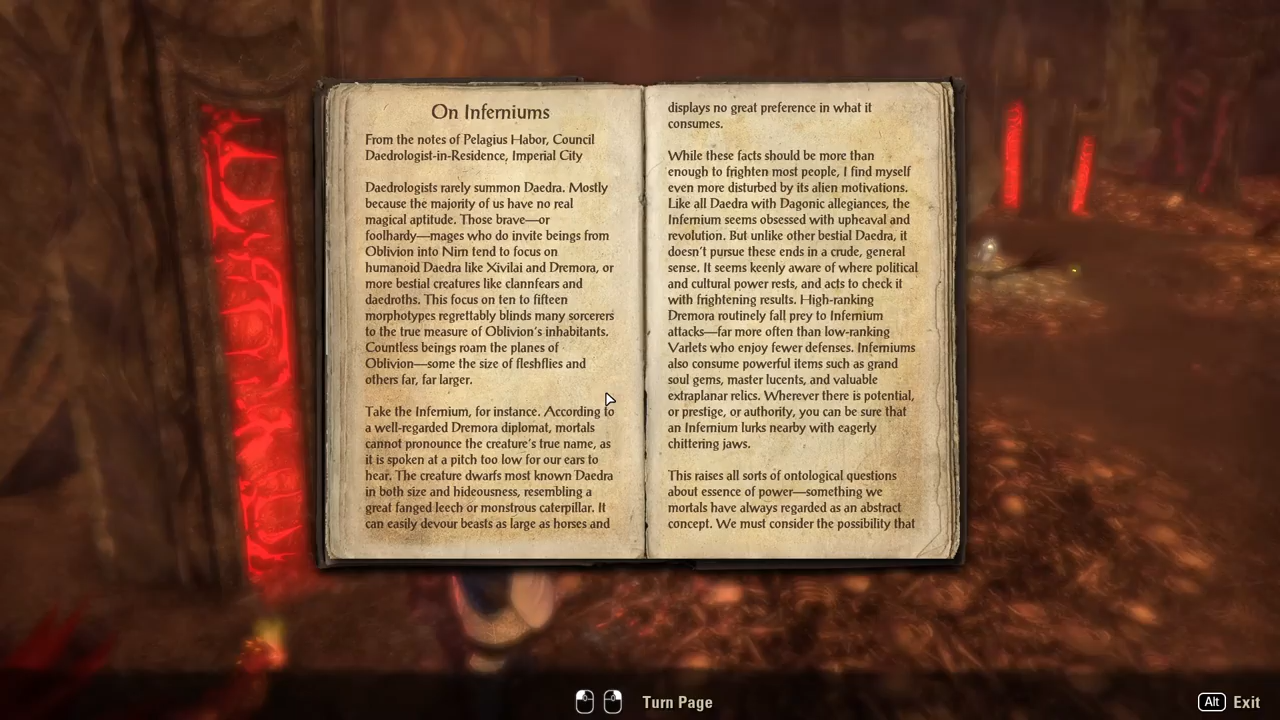 On Inferniums
From the notes of Pelagius Habor, Council
Daedrologist-in-Residence, Imperial City
Daedrologists rarely summon Daedra. Mostly
because the majority of us have no real
magical aptitude. Those brave—or
foolhardy—mages who do invite beings from
Oblivion into Nirn tend to focus on
humanoid Daedra like Xivilai and Dremora, or
more bestial creatures like clannfears and
daedroths. This focus on ten to fifteen
morphotypes regrettably blinds many sorcerers
to the true measure of Oblivion's inhabitants.
Countless beings roam the planes of
Oblivion—some the size of fleshflies and
others far, far larger.
Take the Infernium, for instance. According to
a well-regarded Dremora diplomat, mortals
cannot pronounce the creature's true name, as
it is spoken at a pitch too low for our ears to
hear. The creature dwarfs most known Daedra
in both size and hideousness, resembling a
great fanged leech or monstrous caterpillar. It
can easily devour beasts as large as horses and
displays no great preference in what it
consumes.
While these facts should be more than
enough to frighten most people, I find myself
even more disturbed by its alien motivations.
Like all Daedra with Dagonic allegiances, the
Infernium seems obsessed with upheaval and
revolution. But unlike other bestial Daedra, it
doesn't pursue these ends in a crude, general
sense. It seems keenly aware of where political
and cultural power rests, and acts to check it
with frightening results. High-ranking
Dremora routinely fall prey to Infernium
attacks—far more often than low-ranking
Varlets who enjoy fewer defenses. Inferniums
also consume powerful items such as grand
soul gems, master lucents, and valuable
extraplanar relics. Wherever there is potential,
or prestige, or authority, you can be sure that
an Infernium lurks nearby with eagerly
chittering jaws.
This raises all sorts of ontological questions
about essence of power—something we
mortals have always regarded as an abstract
concept. We must consider the possibility that
Turn Page
Alt Exit